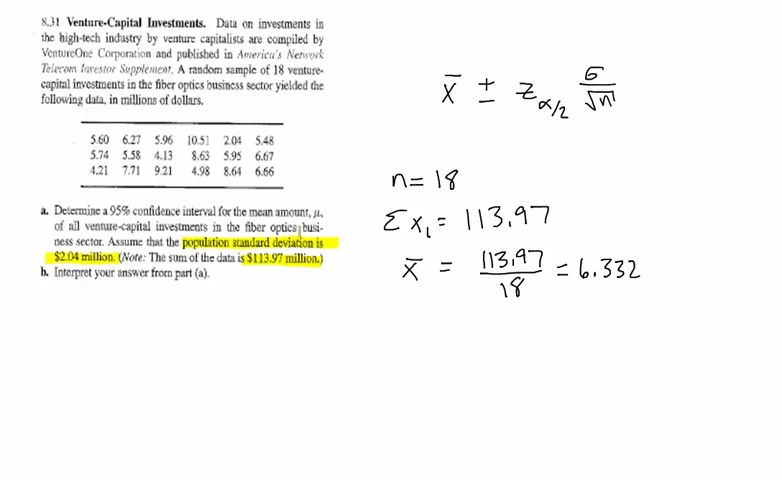 8.31 Venture-Capital Investments. Data on investments in
the high-tech industry by venture capitalists are compiled by
VentureOne Corporation and published in America's Network
Telecom Investor Supplement. A random sample of 18 venture-
capital investments in the fiber optics business sector yielded the
following data, in millions of dollars.
5.60 6.27 5.96 10.51 2.04 5.48
5.74 5.58 4.13 8.63 5.95 6.67
4.21 7.71 9.21 4.98 8.64 6.66
a. Determine a 95% confidence interval for the mean amount, μ,
of all venture-capital investments in the fiber optics busi-
ness sector. Assume that the population standard deviation is
$2.04 million. (Note: The sum of the data is $113.97 million.)
b. Interpret your answer from part (a).
x̄ ± z_α/2 σ/√n
n = 18
Σxᵢ = 113.97
x̄ = 113.97/18 = 6.332